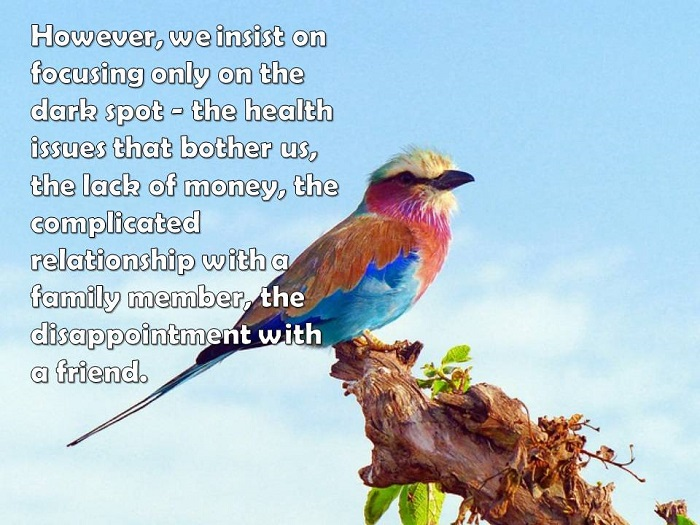 However, we insist on
focusing only on the
dark spot - the health
issues that bother us,
the lack of money, the
complicated
relationship with a
family member, the
disappointment with
a friend.